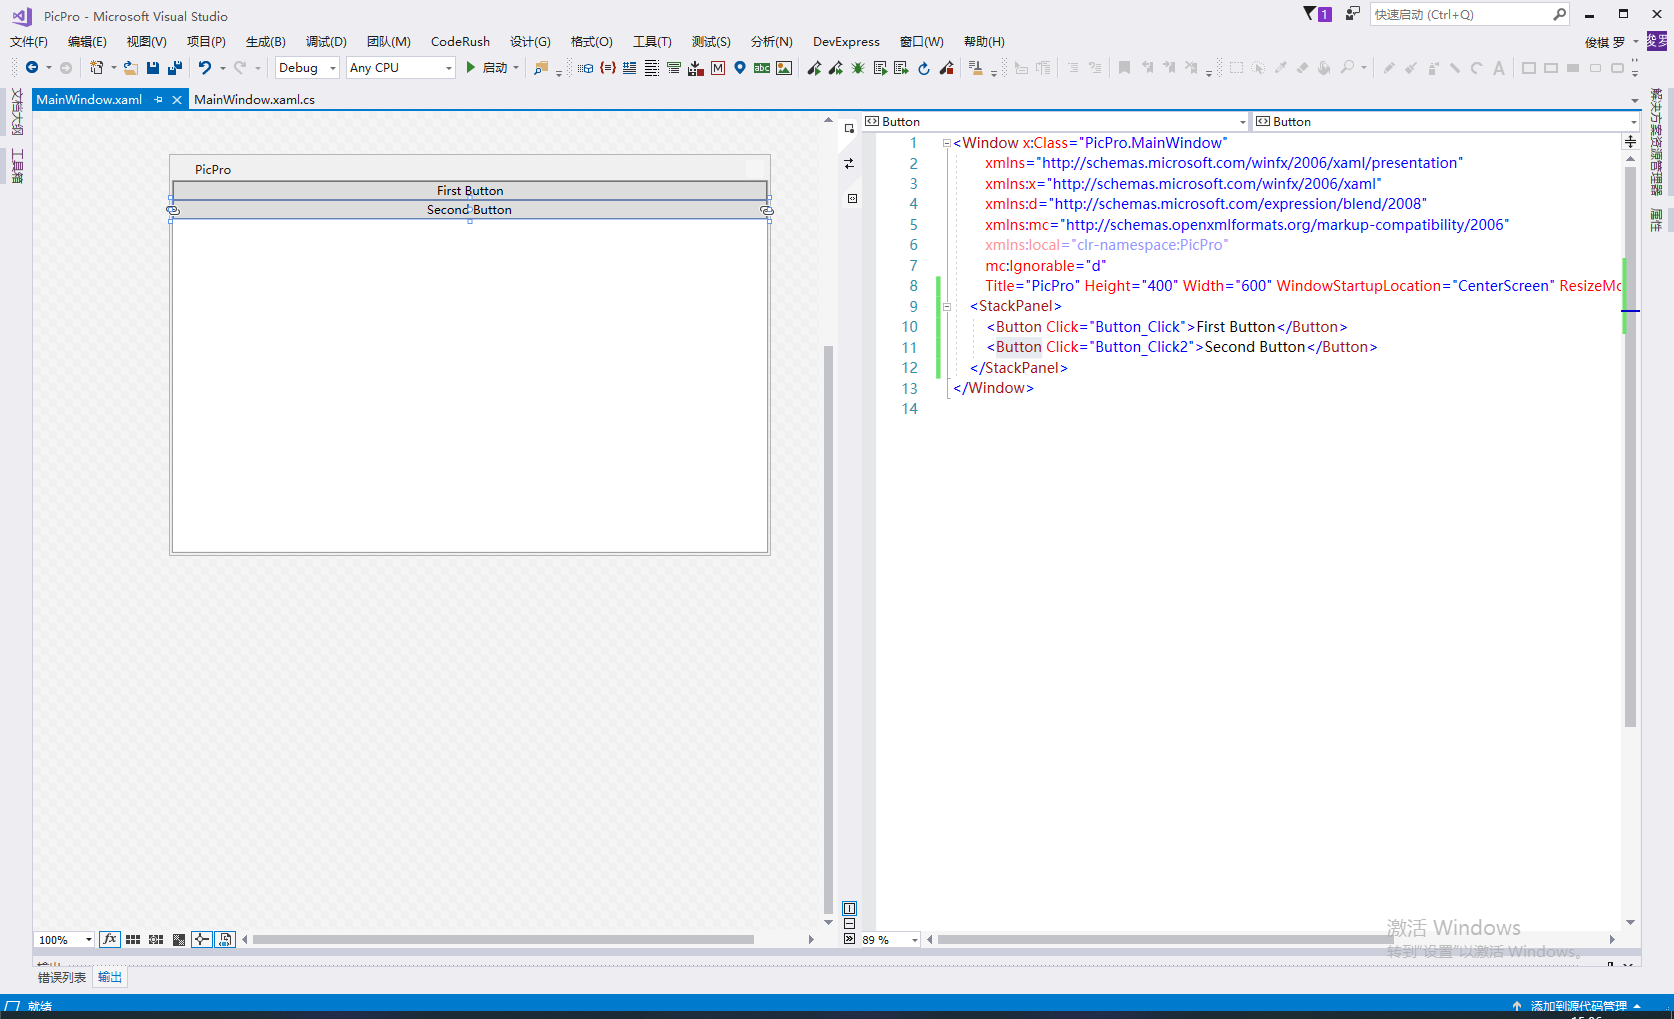 PicPro - Microsoft Visual Studio
1
快速启动 (Ctrl+Q)
文件(F) 编辑(E) 视图(V) 项目(P) 生成(B) 调试(D) 团队(M) CodeRush 设计(G) 格式(O) 工具(T) 测试(S) 分析(N) DevExpress 窗口(W) 帮助(H)
俊棋 罗
Debug Any CPU 启动
MainWindow.xaml MainWindow.xaml.cs
文档大纲
工具箱
PicPro
First Button
Second Button
Button Button
1 <Window x:Class="PicPro.MainWindow"
2 xmlns="http://schemas.microsoft.com/winfx/2006/xaml/presentation"
3 xmlns:x="http://schemas.microsoft.com/winfx/2006/xaml"
4 xmlns:d="http://schemas.microsoft.com/expression/blend/2008"
5 xmlns:mc="http://schemas.openxmlformats.org/markup-compatibility/2006"
6 xmlns:local="clr-namespace:PicPro"
7 mc:Ignorable="d"
8 Title="PicPro" Height="400" Width="600" WindowStartupLocation="CenterScreen" ResizeMo
9 <StackPanel>
10 <Button Click="Button_Click">First Button</Button>
11 <Button Click="Button_Click2">Second Button</Button>
12 </StackPanel>
13 </Window>
14
解决方案资源管理器
属性
100%
fx
89 %
激活 Windows
转到"设置"以激活 Windows。
错误列表 输出
就绪
添加到源代码管理